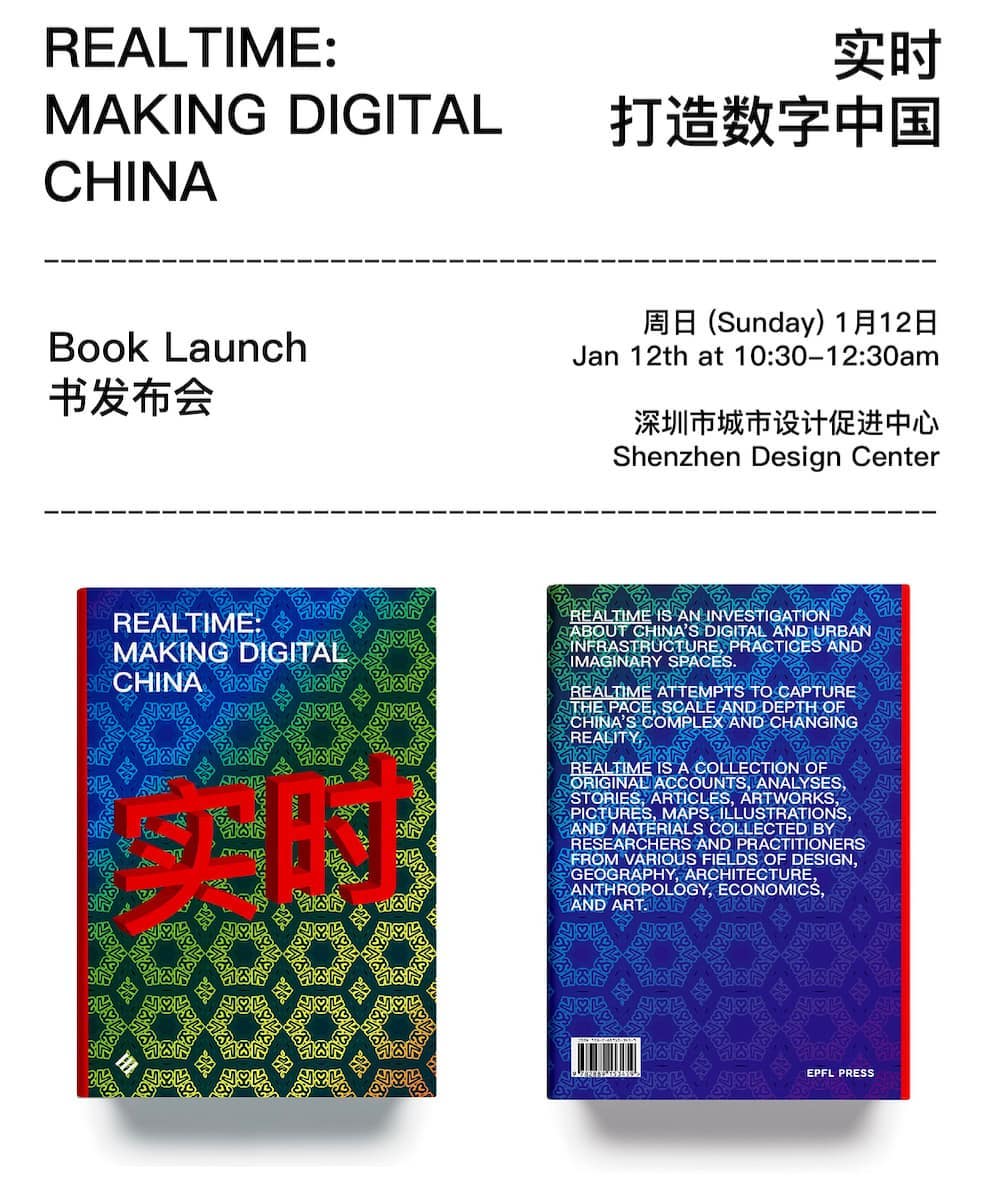 REALTIME:
MAKING DIGITAL
CHINA
实时
打造数字中国
Book Launch
书发布会
周日 (Sunday) 1月12日
Jan 12th at 10:30–12:30am
深圳市城市设计促进中心
Shenzhen Design Center
REALTIME:
MAKING DIGITAL
CHINA
实时
REALTIME IS AN INVESTIGATION
ABOUT CHINA'S DIGITAL AND URBAN
INFRASTRUCTURE, PRACTICES AND
IMAGINARY SPACES.
REALTIME ATTEMPTS TO CAPTURE
THE PACE, SCALE AND DEPTH OF
CHINA'S COMPLEX AND CHANGING
REALITY,
REALTIME IS A COLLECTION OF
ORIGINAL ACCOUNTS, ANALYSES,
STORIES, ARTICLES, ARTWORKS,
PICTURES, MAPS, ILLUSTRATIONS,
AND MATERIALS COLLECTED BY
RESEARCHERS AND PRACTITIONERS
FROM VARIOUS FIELDS OF DESIGN,
GEOGRAPHY, ARCHITECTURE,
ANTHROPOLOGY, ECONOMICS,
AND ART.
EPFL PRESS